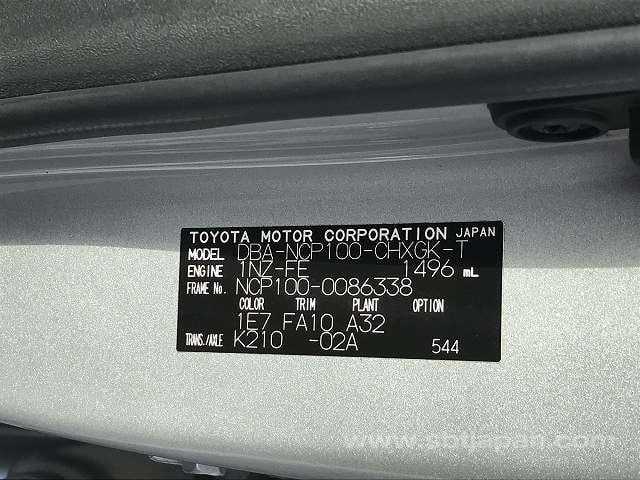 TOYOTA MOTOR CORPORATION JAPAN
MODEL DBA-NCP100-CHXGK-T
ENGINE 1NZ-FE 1496 mL
FRAME No. NCP100-0086338
COLOR TRIM PLANT OPTION
1E7 FA10 A32
TRANS./AXLE K210 -02A 544
www.sbtjapan.com